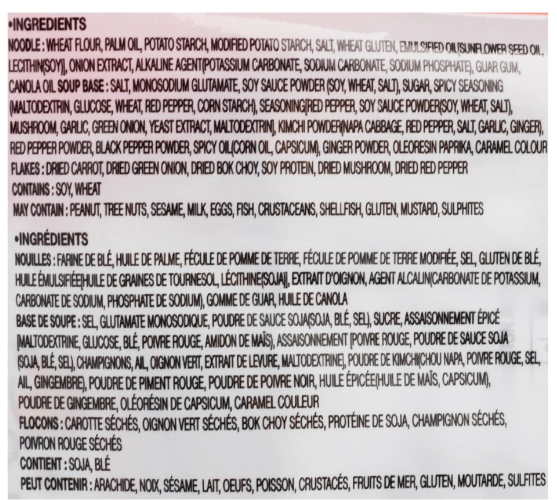 •INGREDIENTS
NOODLE : WHEAT FLOUR, PALM OIL, POTATO STARCH, MODIFIED POTATO STARCH, SALT, WHEAT GLUTEN, EMULSIFIED OIL[SUNFLOWER SEED OIL,
LECITHIN(SOY)], ONION EXTRACT, ALKALINE AGENT(POTASSIUM CARBONATE, SODIUM CARBONATE, SODIUM PHOSPHATE), GUAR GUM,
CANOLA OIL SOUP BASE : SALT, MONOSODIUM GLUTAMATE, SOY SAUCE POWDER (SOY, WHEAT, SALT), SUGAR, SPICY SEASONING
[MALTODEXTRIN, GLUCOSE, WHEAT, RED PEPPER, CORN STARCH], SEASONING[RED PEPPER, SOY SAUCE POWDER(SOY, WHEAT, SALT),
MUSHROOM, GARLIC, GREEN ONION, YEAST EXTRACT, MALTODEXTRIN], KIMCHI POWDER(NAPA CABBAGE, RED PEPPER, SALT, GARLIC, GINGER),
RED PEPPER POWDER, BLACK PEPPER POWDER, SPICY OIL(CORN OIL, CAPSICUM), GINGER POWDER, OLEORESIN PAPRIKA, CARAMEL COLOUR
FLAKES : DRIED CARROT, DRIED GREEN ONION, DRIED BOK CHOY, SOY PROTEIN, DRIED MUSHROOM, DRIED RED PEPPER
CONTAINS : SOY, WHEAT
MAY CONTAIN : PEANUT, TREE NUTS, SESAME, MILK, EGGS, FISH, CRUSTACEANS, SHELLFISH, GLUTEN, MUSTARD, SULPHITES
•INGRÉDIENTS
NOUILLES : FARINE DE BLÉ, HUILE DE PALME, FÉCULE DE POMME DE TERRE, FÉCULE DE POMME DE TERRE MODIFIÉE, SEL, GLUTEN DE BLÉ,
HUILE ÉMULSIFIÉE[HUILE DE GRAINES DE TOURNESOL, LÉCITHINE(SOJA)], EXTRAIT D'OIGNON, AGENT ALCALIN(CARBONATE DE POTASSIUM,
CARBONATE DE SODIUM, PHOSPHATE DE SODIUM), GOMME DE GUAR, HUILE DE CANOLA
BASE DE SOUPE : SEL, GLUTAMATE MONOSODIQUE, POUDRE DE SAUCE SOJA(SOJA, BLÉ, SEL), SUCRE, ASSAISONNEMENT ÉPICÉ
[MALTODEXTRINE, GLUCOSE, BLÉ, POIVRE ROUGE, AMIDON DE MAÏS), ASSAISONNEMENT [POIVRE ROUGE, POUDRE DE SAUCE SOJA
(SOJA, BLÉ, SEL), CHAMPIGNONS, AIL, OIGNON VERT, EXTRAIT DE LEVURE, MALTODEXTRINE], POUDRE DE KIMCHI(CHOU NAPA, POIVRE ROUGE, SEL,
AIL, GINGEMBRE), POUDRE DE PIMENT ROUGE, POUDRE DE POIVRE NOIR, HUILE ÉPICÉE(HUILE DE MAÏS, CAPSICUM),
POUDRE DE GINGEMBRE, OLÉORÉSIN DE CAPSICUM, CARAMEL COULEUR
FLOCONS : CAROTTE SÉCHÉS, OIGNON VERT SÉCHÉS, BOK CHOY SÉCHÉS, PROTÉINE DE SOJA, CHAMPIGNON SÉCHÉS,
POIVRON ROUGE SÉCHÉS
CONTIENT : SOJA, BLÉ
PEUT CONTENIR : ARACHIDE, NOIX, SÉSAME, LAIT, OEUFS, POISSON, CRUSTACÉS, FRUITS DE MER, GLUTEN, MOUTARDE, SULFITES